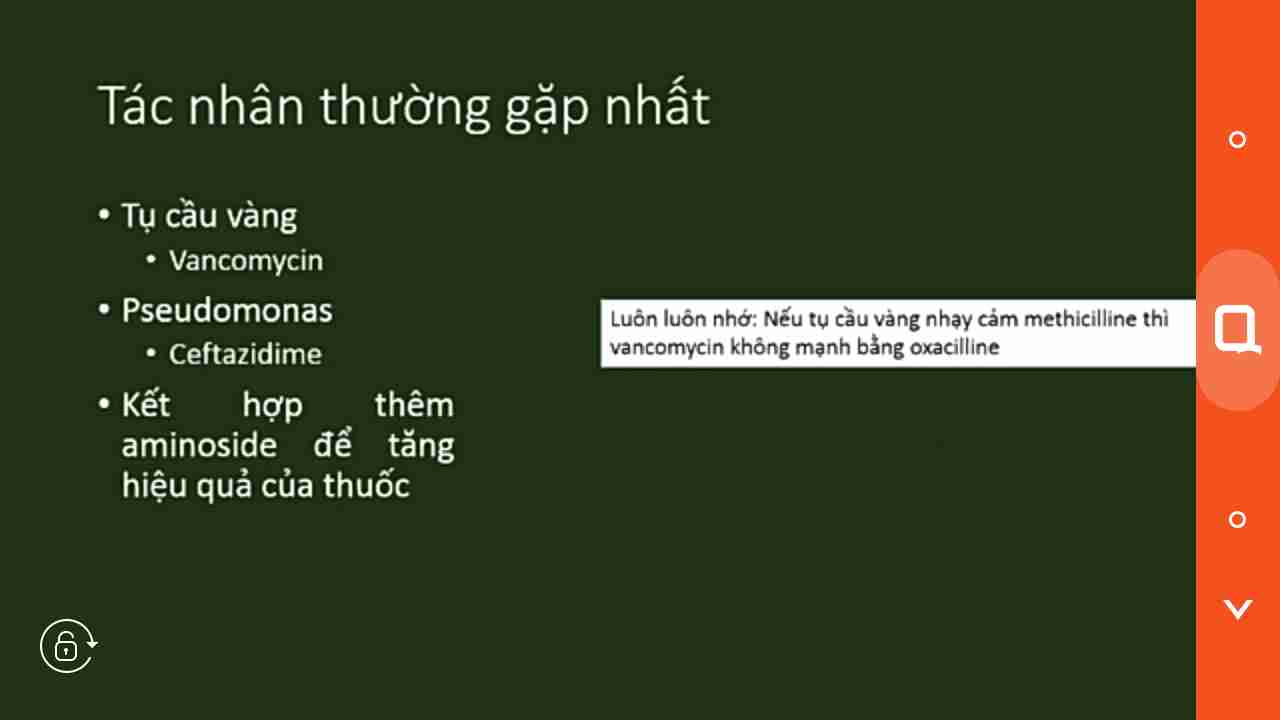 Tác nhân thường gặp nhất
• Tụ cầu vàng
• Vancomycin
• Pseudomonas
• Ceftazidime
• Kết hợp thêm
aminoside để tăng
hiệu quả của thuốc
Luôn luôn nhớ: Nếu tụ cầu vàng nhạy cảm methicilline thì
vancomycin không mạnh bằng oxacilline